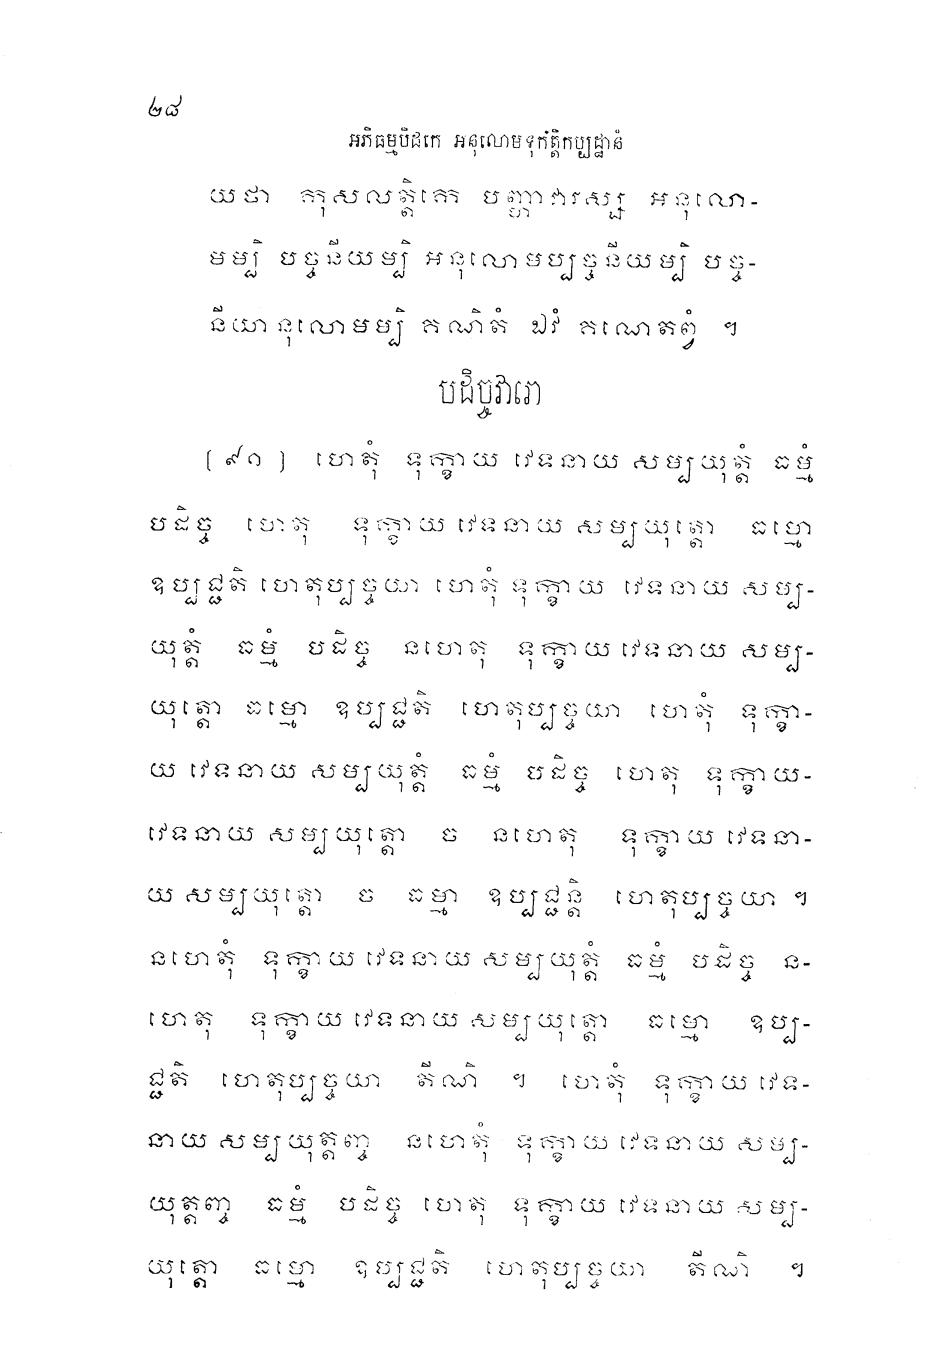 ២៨
អភិធម្មបិដកេ អនុលោមទុកត្តិកប្បដ្ឋានំ
យថា កុសលត្តិកេ បញ្ហាវារស្ស អនុលោ-
មម្បិ បច្ចនីយម្បិ អនុលោមប្បច្ចនីយម្បិ បច្ច-
នីយានុលោមម្បិ គណិតំ ឯវំ គណេតព្វំ ។
បដិច្ចវារោ
[៩១] ហេតុំ ទុក្ខាយ វេទនាយ សម្បយុត្តំ ធម្មំ
បដិច្ច ហេតុ ទុក្ខាយ វេទនាយ សម្បយុត្តោ ធម្មោ
ឧប្បជ្ជតិ ហេតុប្បច្ចយា ហេតុំ ទុក្ខាយ វេទនាយ សម្ប-
យុត្តំ ធម្មំ បដិច្ច នហេតុ ទុក្ខាយ វេទនាយ សម្ប-
យុត្តោ ធម្មោ ឧប្បជ្ជតិ ហេតុប្បច្ចយា ហេតុំ ទុក្ខា-
យ វេទនាយ សម្បយុត្តំ ធម្មំ បដិច្ច ហេតុ ទុក្ខាយ-
វេទនាយ សម្បយុត្តោ ច នហេតុ ទុក្ខាយ វេទនា-
យ សម្បយុត្តោ ច ធម្មា ឧប្បជ្ជន្តិ ហេតុប្បច្ចយា ។
នហេតុំ ទុក្ខាយ វេទនាយ សម្បយុត្តំ ធម្មំ បដិច្ច ន-
ហេតុ ទុក្ខាយ វេទនាយ សម្បយុត្តោ ធម្មោ ឧប្ប-
ជ្ជតិ ហេតុប្បច្ចយា តីណិ ។ ហេតុំ ទុក្ខាយ វេទ-
នាយ សម្បយុត្តញ្ច នហេតុំ ទុក្ខាយ វេទនាយ សម្ប-
យុត្តញ្ច ធម្មំ បដិច្ច ហេតុ ទុក្ខាយ វេទនាយ សម្ប-
យុត្តោ ធម្មោ ឧប្បជ្ជតិ ហេតុប្បច្ចយា តីណិ ។